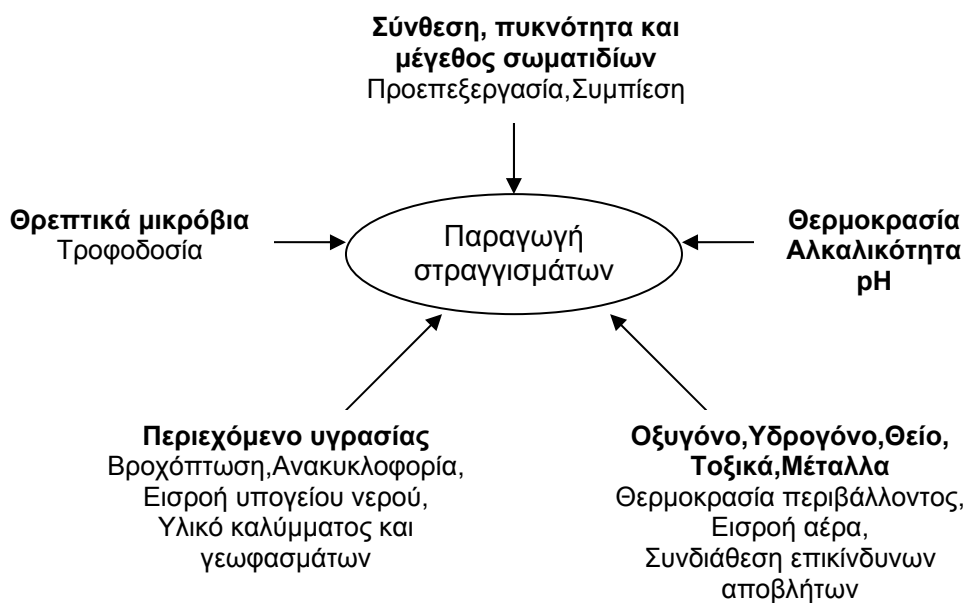 Σύνθεση, πυκνότητα και
μέγεθος σωματιδίων
Προεπεξεργασία,Συμπίεση
Θρεπτικά μικρόβια
Τροφοδοσία
Παραγωγή
στραγγισμάτων
Θερμοκρασία
Αλκαλικότητα
pH
Περιεχόμενο υγρασίας
Βροχόπτωση,Ανακυκλοφορία,
Εισροή υπογείου νερού,
Υλικό καλύμματος και
γεωφασμάτων
Οξυγόνο,Υδρογόνο,Θείο,
Τοξικά,Μέταλλα
Θερμοκρασία περιβάλλοντος,
Εισροή αέρα,
Συνδιάθεση επικίνδυνων
αποβλήτων